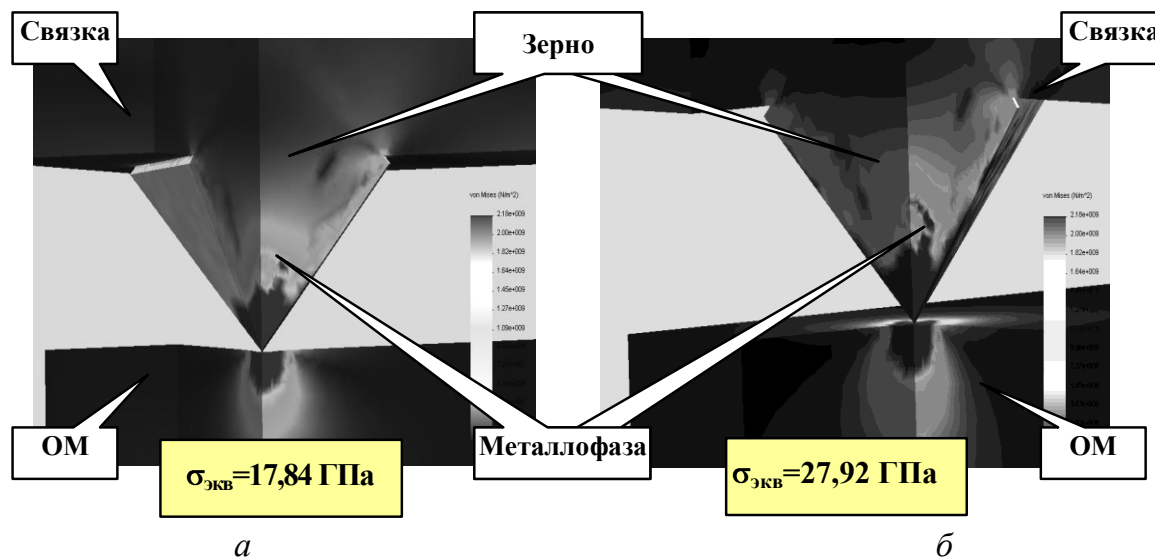 Связка
Зерно
Связка
von Mises (N/m^2)
2.18e+009
2.00e+009
1.82e+009
1.64e+009
1.45e+009
1.27e+009
1.09e+009
von Mises (N/m^2)
2.18e+009
2.00e+009
1.82e+009
1.64e+009
ОМ
Металлофаза
ОМ
σэкв=17,84 ГПа
σэкв=27,92 ГПа
а
б